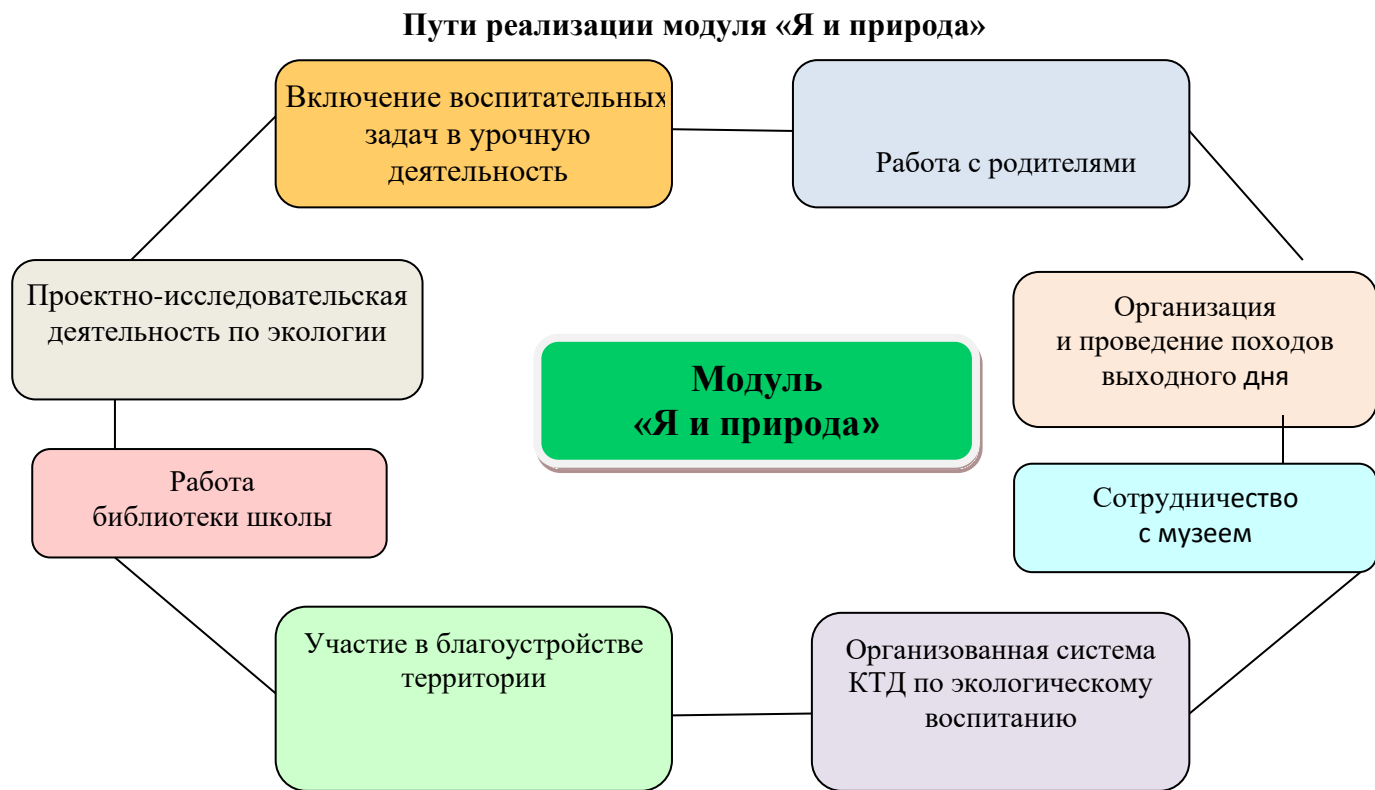 Пути реализации модуля «Я и природа»
Включение воспитательных
задач в урочную
деятельность
Работа с родителями
Проектно-исследовательская
деятельность по экологии
Организация
и проведение походов
выходного дня
Модуль
«Я и природа»
Работа
библиотеки школы
Сотрудничество
с музеем
Участие в благоустройстве
территории
Организованная система
КТД по экологическому
воспитанию